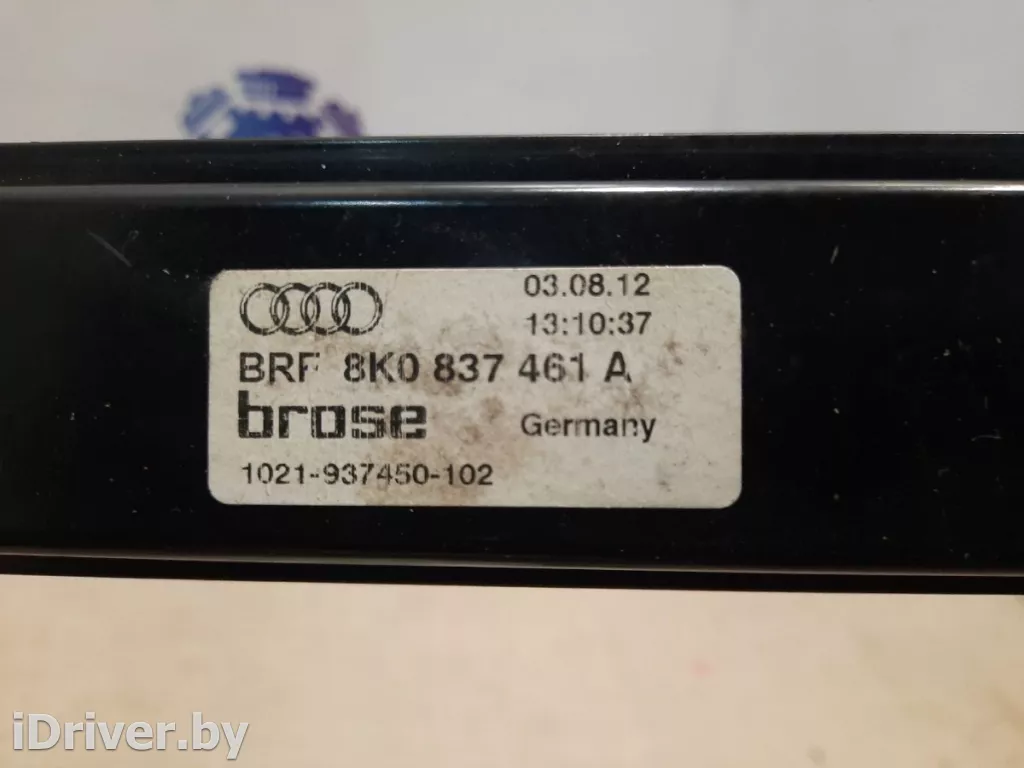 03.08.12
13:10:37
BRF 8K0 837 461 A
brose Germany
1021-937450-102
iDriver.by